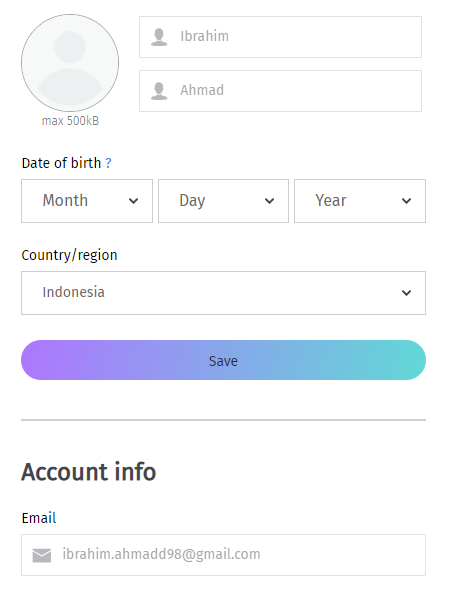 Ibrahim
Ahmad
max 500kB
Date of birth ?
Month Day Year
Country/region
Indonesia
Save
Account info
Email
ibrahim.ahmadd98@gmail.com